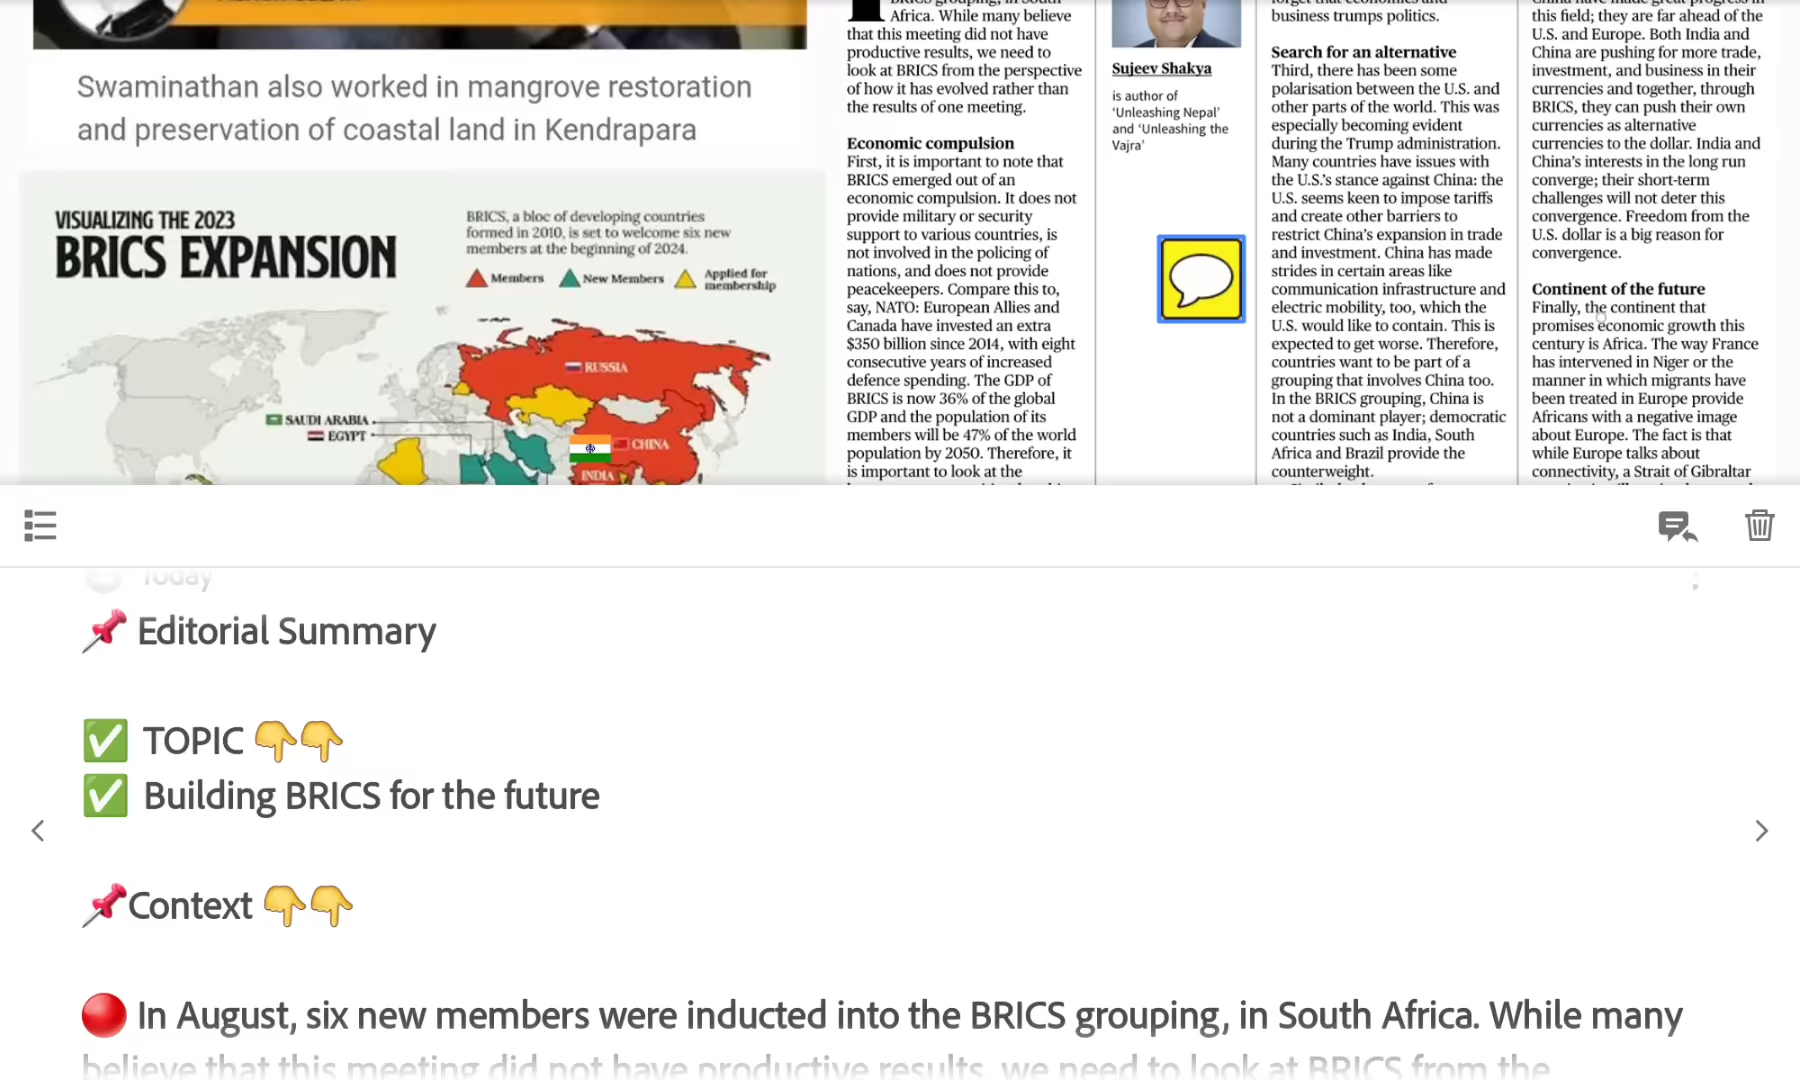 Swaminathan also worked in mangrove restoration
and preservation of coastal land in Kendrapara
VISUALIZING THE 2023
BRICS EXPANSION
BRICS, a bloc of developing countries
formed in 2010, is set to welcome six new
members at the beginning of 2024.
Members
New Members
Applied for
membership
RUSSIA
SAUDI ARABIA
EGYPT
CHINA
INDIA
Africa. While many believe
that this meeting did not have
productive results, we need to
look at BRICS from the perspective
of how it has evolved rather than
the results of one meeting.
Economic compulsion
First, it is important to note that
BRICS emerged out of an
economic compulsion. It does not
provide military or security
support to various countries, is
not involved in the policing of
nations, and does not provide
peacekeepers. Compare this to,
say, NATO: European Allies and
Canada have invested an extra
$350 billion since 2014, with eight
consecutive years of increased
defence spending. The GDP of
BRICS is now 36% of the global
GDP and the population of its
members will be 47% of the world
population by 2050. Therefore, it
is important to look at the
Sujeev Shakya
is author of
‘Unleashing Nepal’
and ‘Unleashing the
Vajra’
business trumps politics.
Search for an alternative
Third, there has been some
polarisation between the U.S. and
other parts of the world. This was
especially becoming evident
during the Trump administration.
Many countries have issues with
the U.S.’s stance against China: the
U.S. seems keen to impose tariffs
and create other barriers to
restrict China’s expansion in trade
and investment. China has made
strides in certain areas like
communication infrastructure and
electric mobility, too, which the
U.S. would like to contain. This is
expected to get worse. Therefore,
countries want to be part of a
grouping that involves China too.
In the BRICS grouping, China is
not a dominant player; democratic
countries such as India, South
Africa and Brazil provide the
counterweight.
this field; they are far ahead of the
U.S. and Europe. Both India and
China are pushing for more trade,
investment, and business in their
currencies and together, through
BRICS, they can push their own
currencies as alternative
currencies to the dollar. India and
China’s interests in the long run
converge; their short-term
challenges will not deter this
convergence. Freedom from the
U.S. dollar is a big reason for
convergence.
Continent of the future
Finally, the continent that
promises economic growth this
century is Africa. The way France
has intervened in Niger or the
manner in which migrants have
been treated in Europe provide
Africans with a negative image
about Europe. The fact is that
while Europe talks about
connectivity, a Strait of Gibraltar
Today
Editorial Summary
TOPIC
Building BRICS for the future
Context
In August, six new members were inducted into the BRICS grouping, in South Africa. While many
believe that this meeting did not have productive results, we need to look at BRICS from the